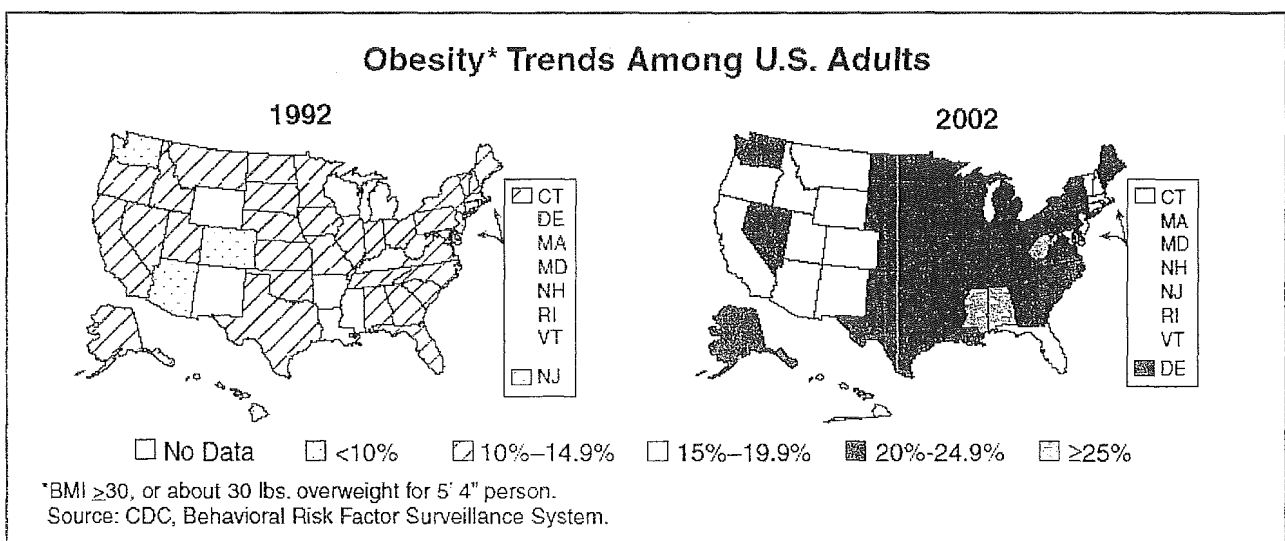 Obesity* Trends Among U.S. Adults
1992
2002
CT
DE
MA
MD
NH
RI
VT
NJ
CT
MA
MD
NH
NJ
RI
VT
DE
No Data <10% 10%–14.9% 15%–19.9% 20%-24.9% ≥25%
*BMI ≥30, or about 30 lbs. overweight for 5' 4" person.
Source: CDC, Behavioral Risk Factor Surveillance System.